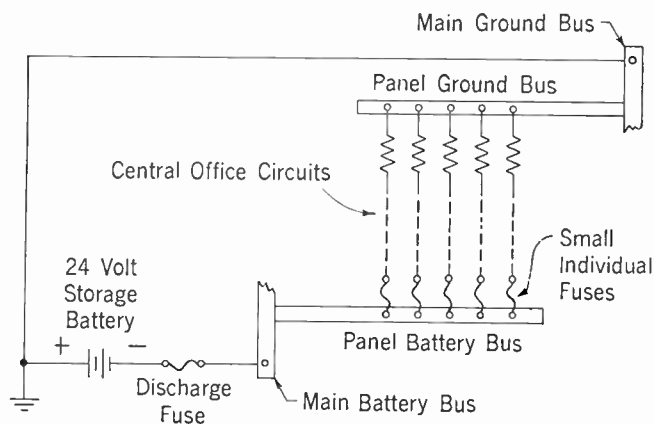 Main Ground Bus
Panel Ground Bus
Central Office Circuits
Small
Individual
Fuses
24 Volt
Storage
Battery
+ −
Panel Battery Bus
Discharge
Fuse
Main Battery Bus